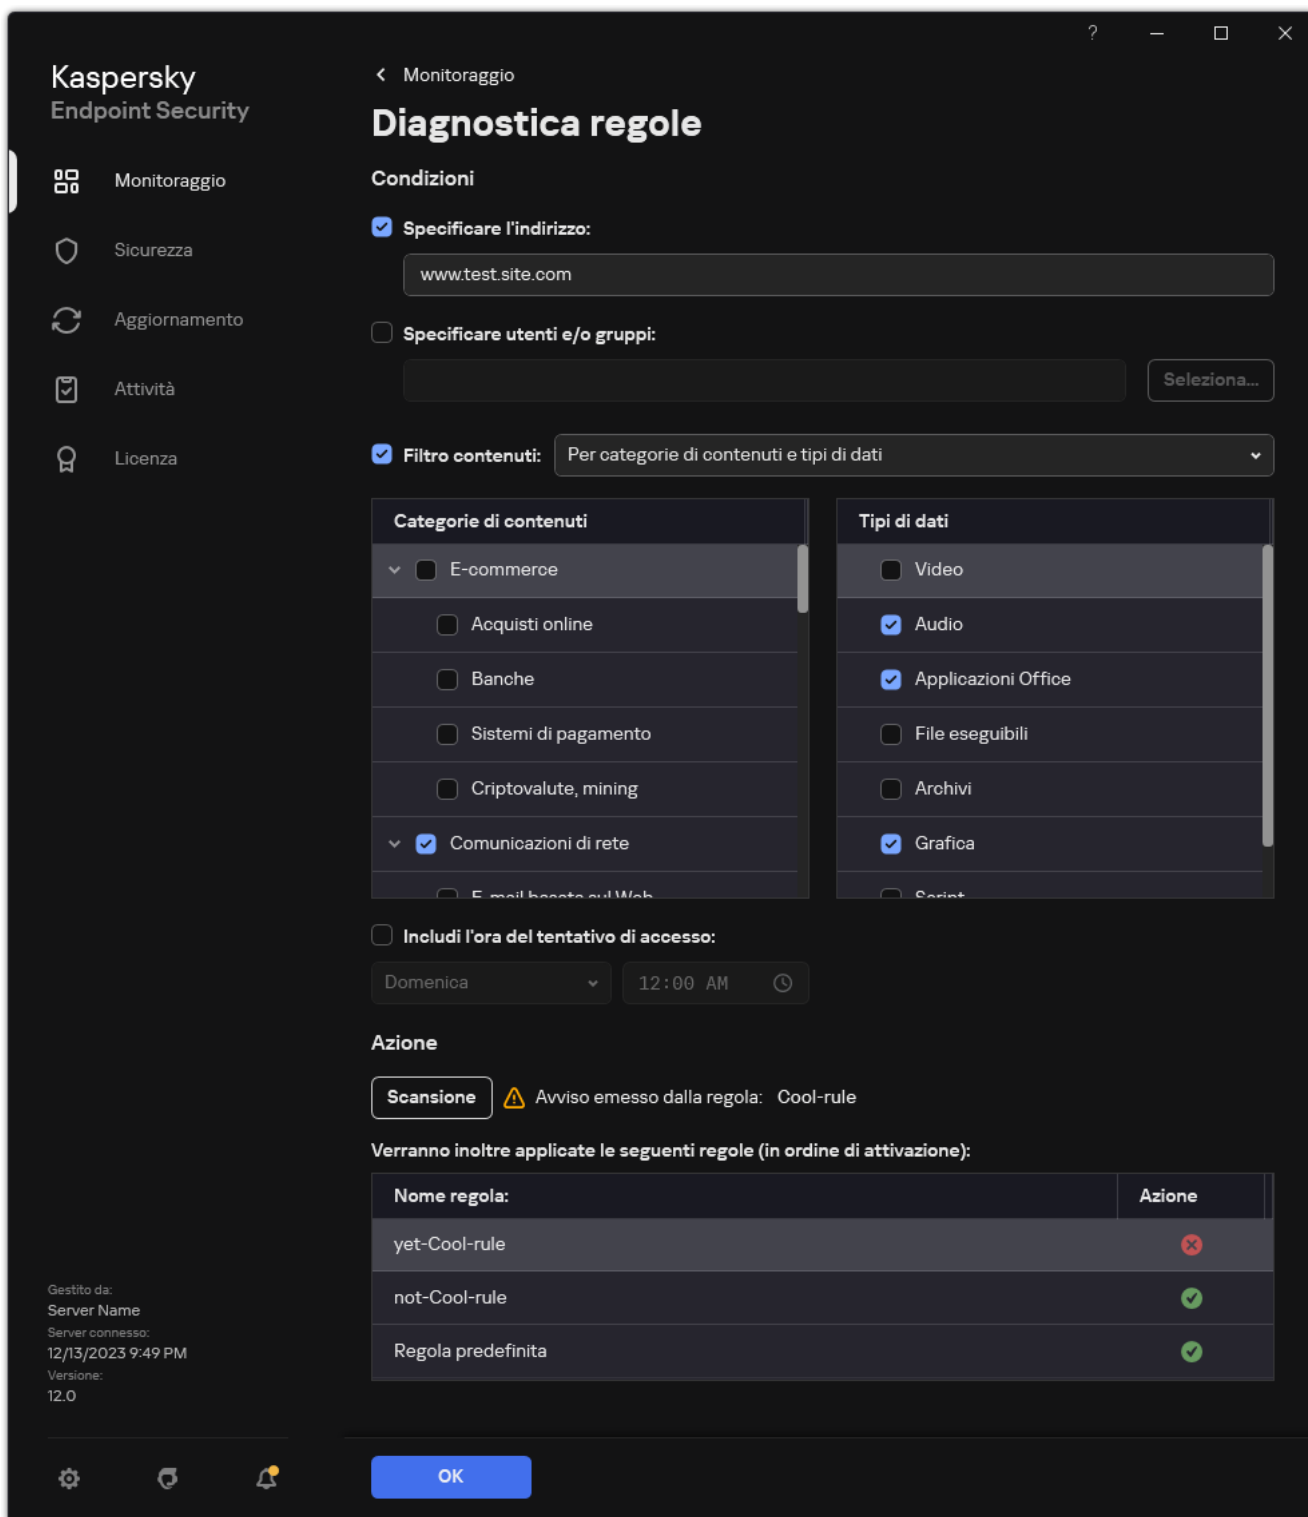 ?
Kaspersky
Endpoint Security
Monitoraggio
Sicurezza
Aggiornamento
Attività
Licenza
Gestito da:
Server Name
Server connesso:
12/13/2023 9:49 PM
Versione:
12.0
Monitoraggio
Diagnostica regole
Condizioni
Specificare l'indirizzo:
www.test.site.com
Specificare utenti e/o gruppi:
Seleziona...
Filtro contenuti:
Per categorie di contenuti e tipi di dati
Categorie di contenuti
E-commerce
Acquisti online
Banche
Sistemi di pagamento
Criptovalute, mining
Comunicazioni di rete
E-mail basata sul Web
Tipi di dati
Video
Audio
Applicazioni Office
File eseguibili
Archivi
Grafica
Script
Includi l'ora del tentativo di accesso:
Domenica
12:00 AM
Azione
Scansione
Avviso emesso dalla regola: Cool-rule
Verranno inoltre applicate le seguenti regole (in ordine di attivazione):
Nome regola: Azione
yet-Cool-rule
not-Cool-rule
Regola predefinita
OK